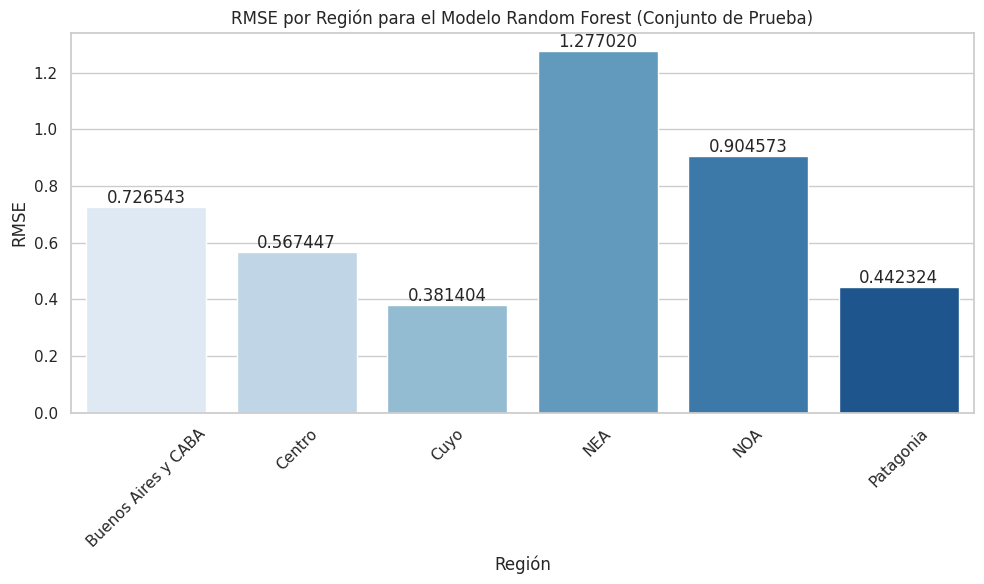 RMSE por Región para el Modelo Random Forest (Conjunto de Prueba)
RMSE
1.2
1.0
0.8
0.6
0.4
0.2
0.0
0.726543
0.567447
0.381404
1.277020
0.904573
0.442324
Buenos Aires y CABA
Centro
Cuyo
NEA
NOA
Patagonia
Región